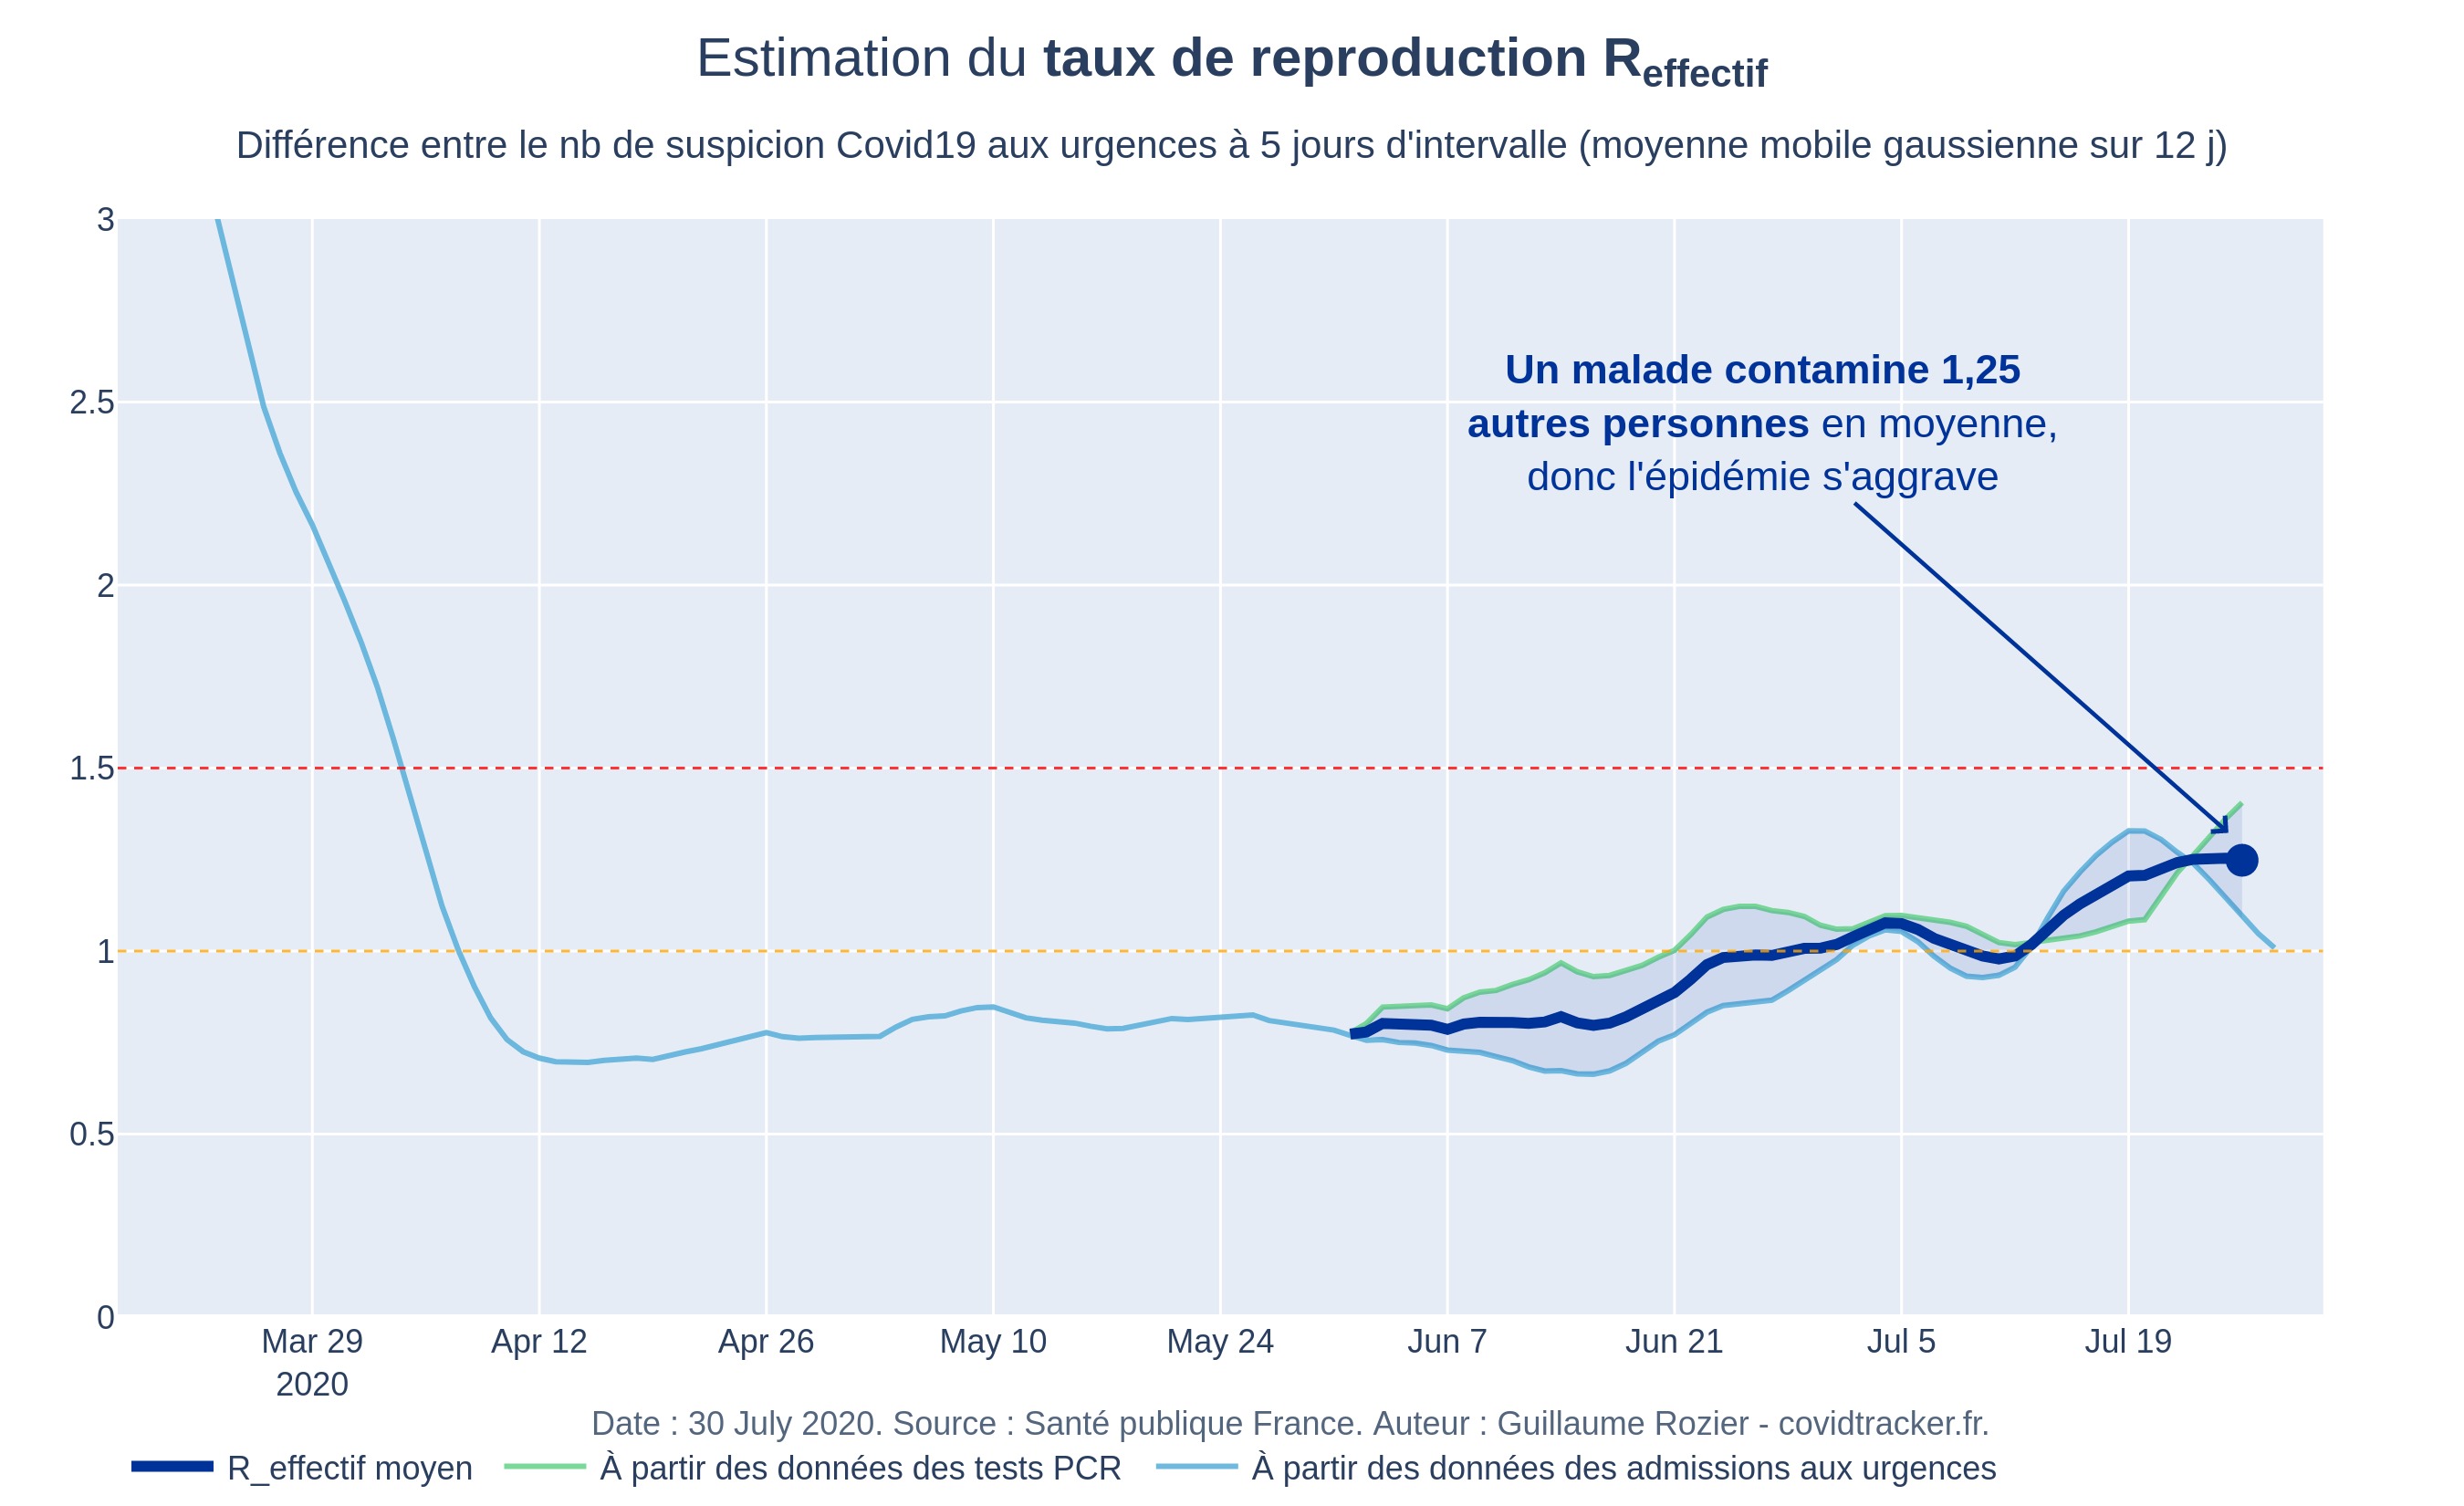 Estimation du taux de reproduction Reffectif
Différence entre le nb de suspicion Covid19 aux urgences à 5 jours d'intervalle (moyenne mobile gaussienne sur 12 j)
3
2.5
2
1.5
1
0.5
0
Un malade contamine 1,25
autres personnes en moyenne,
donc l'épidémie s'aggrave
Mar 29 Apr 12 Apr 26 May 10 May 24 Jun 7 Jun 21 Jul 5 Jul 19
2020
Date : 30 July 2020. Source : Santé publique France. Auteur : Guillaume Rozier - covidtracker.fr.
R_effectif moyen À partir des données des tests PCR À partir des données des admissions aux urgences